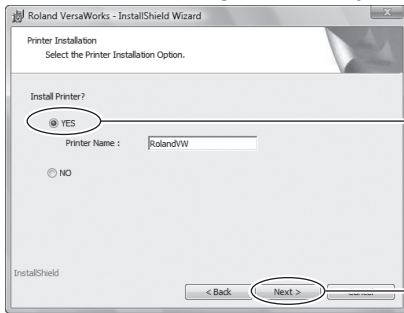 Roland VersaWorks - InstallShield Wizard
Printer Installation
Select the Printer Installation Option.
Install Printer?
YES
Printer Name :
RolandVW
NO
InstallShield
< Back
Next >